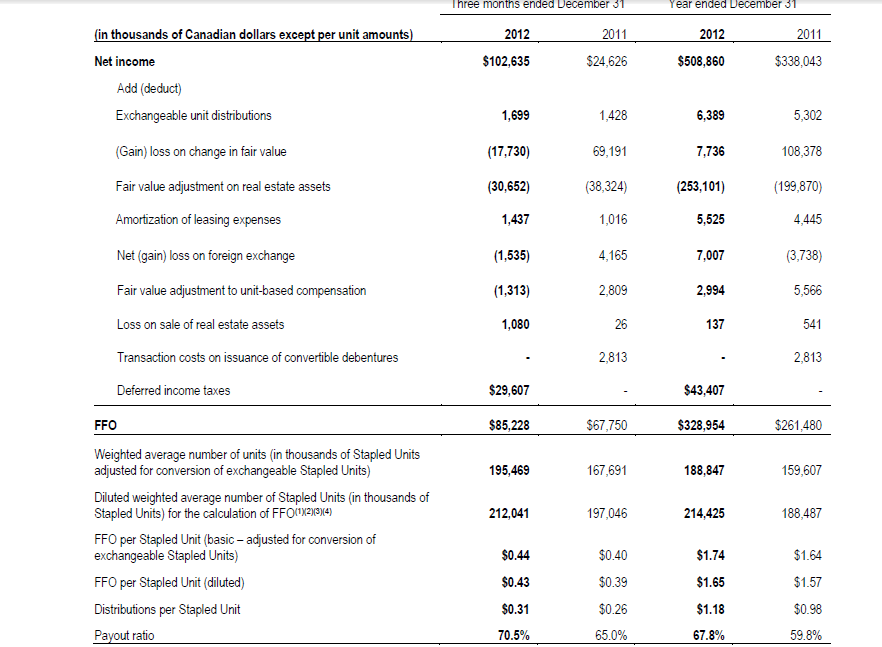 Three months ended December 31 Year ended December 31
(in thousands of Canadian dollars except per unit amounts) 2012 2011 2012 2011
Net income $102,635 $24,626 $508,860 $338,043
Add (deduct)
Exchangeable unit distributions 1,699 1,428 6,389 5,302
(Gain) loss on change in fair value (17,730) 69,191 7,736 108,378
Fair value adjustment on real estate assets (30,652) (38,324) (253,101) (199,870)
Amortization of leasing expenses 1,437 1,016 5,525 4,445
Net (gain) loss on foreign exchange (1,535) 4,165 7,007 (3,738)
Fair value adjustment to unit-based compensation (1,313) 2,809 2,994 5,566
Loss on sale of real estate assets 1,080 26 137 541
Transaction costs on issuance of convertible debentures - 2,813 - 2,813
Deferred income taxes $29,607 - $43,407 -
FFO $85,228 $67,750 $328,954 $261,480
Weighted average number of units (in thousands of Stapled Units
adjusted for conversion of exchangeable Stapled Units) 195,469 167,691 188,847 159,607
Diluted weighted average number of Stapled Units (in thousands of
Stapled Units) for the calculation of FFO(1)(2)(3)(4) 212,041 197,046 214,425 188,487
FFO per Stapled Unit (basic – adjusted for conversion of
exchangeable Stapled Units) $0.44 $0.40 $1.74 $1.64
FFO per Stapled Unit (diluted) $0.43 $0.39 $1.65 $1.57
Distributions per Stapled Unit $0.31 $0.26 $1.18 $0.98
Payout ratio 70.5% 65.0% 67.8% 59.8%